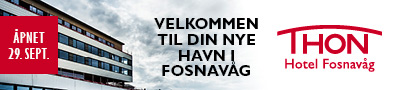 ÅPNET
29. SEPT.
VELKOMMEN
TIL DIN NYE
HAVN I
FOSNAVÅG
THON
Hotel Fosnavåg